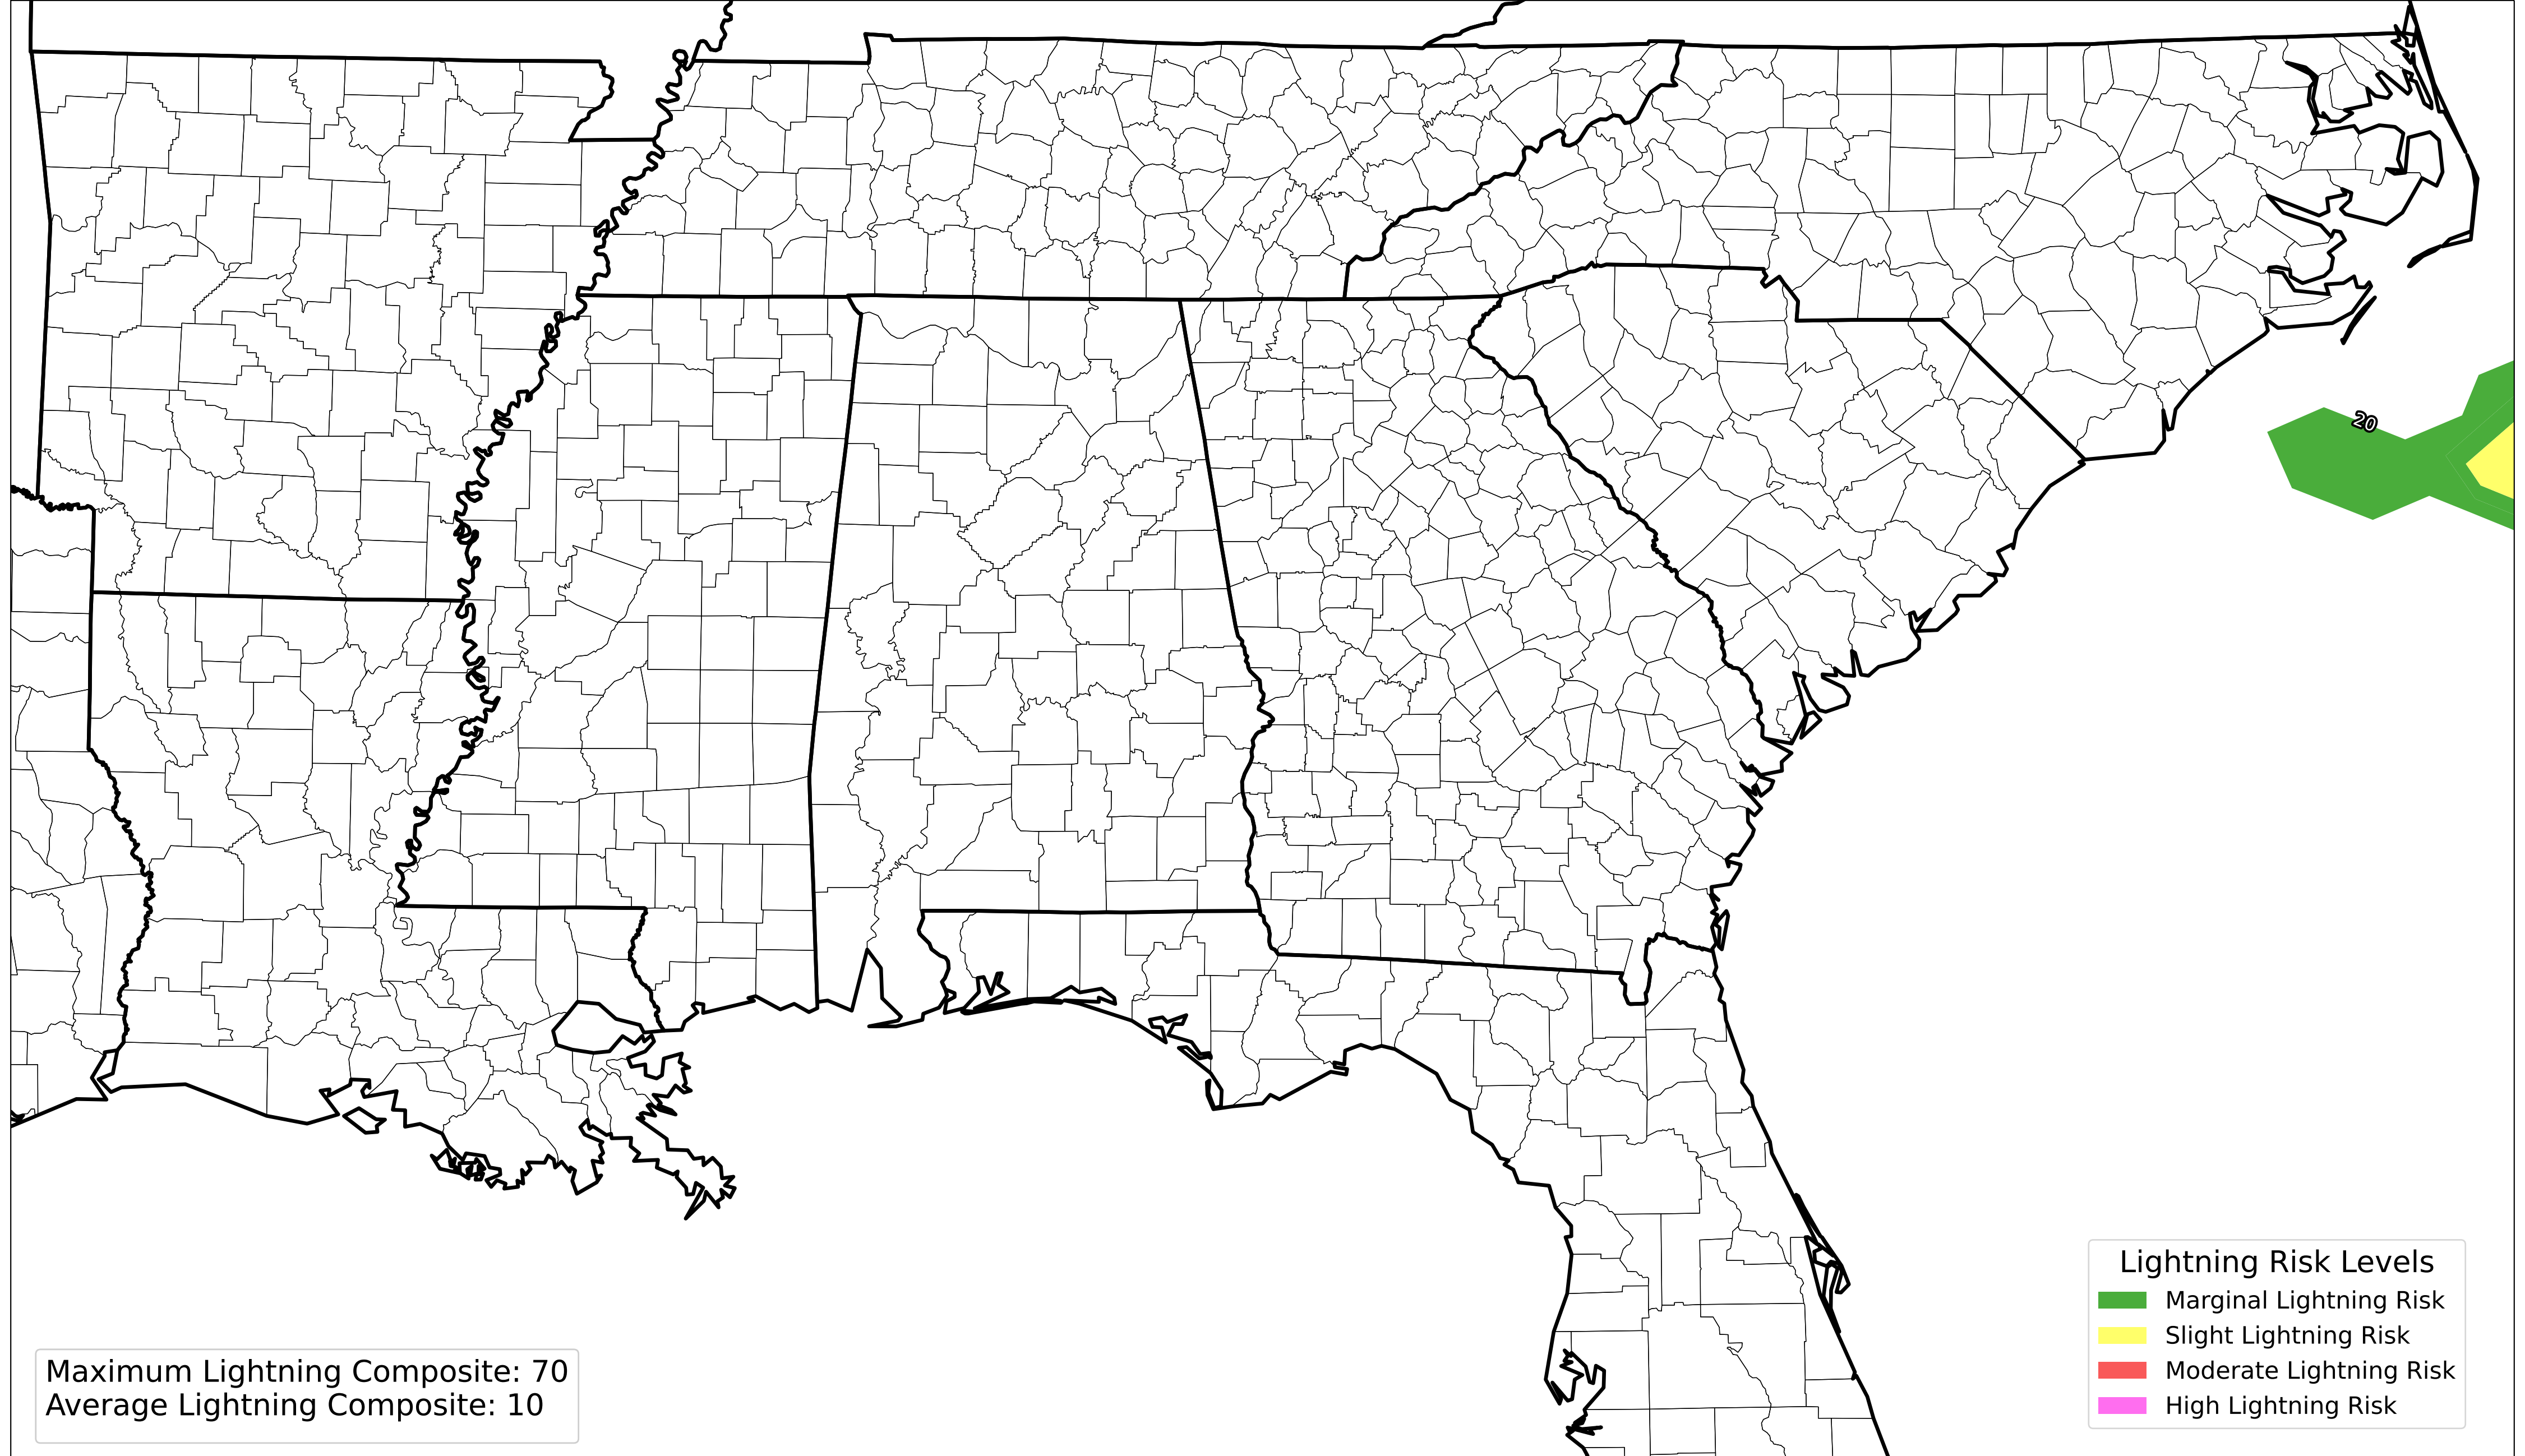 20
Lightning Risk Levels
Marginal Lightning Risk
Slight Lightning Risk
Moderate Lightning Risk
High Lightning Risk
Maximum Lightning Composite: 70
Average Lightning Composite: 10